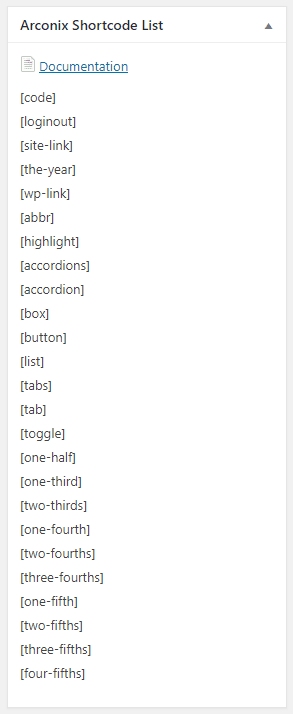 Arconix Shortcode List
Documentation
[code]
[loginout]
[site-link]
[the-year]
[wp-link]
[abbr]
[highlight]
[accordions]
[accordion]
[box]
[button]
[list]
[tabs]
[tab]
[toggle]
[one-half]
[one-third]
[two-thirds]
[one-fourth]
[two-fourths]
[three-fourths]
[one-fifth]
[two-fifths]
[three-fifths]
[four-fifths]